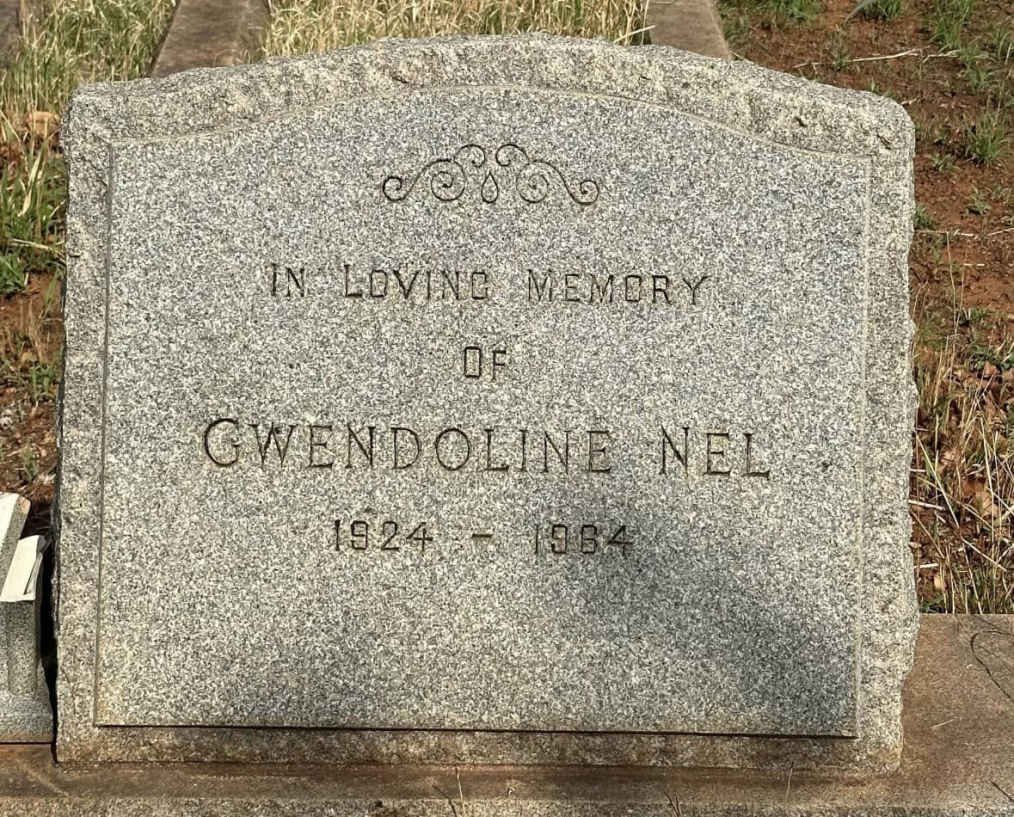 IN LOVING MEMORY
OF
GWENDOLINE NEL
1924 - 1964